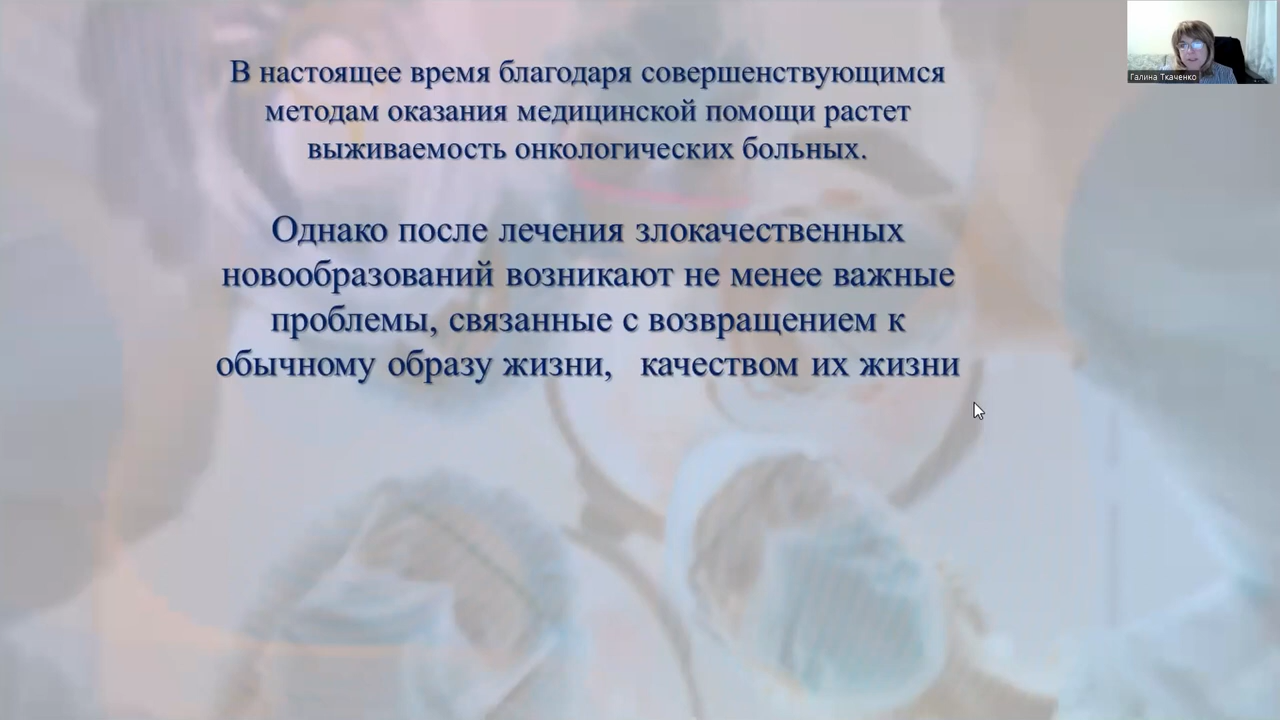 В настоящее время благодаря совершенствующимся
методам оказания медицинской помощи растет
выживаемость онкологических больных.
Однако после лечения злокачественных
новообразований возникают не менее важные
проблемы, связанные с возвращением к
обычному образу жизни, качеством их жизни
Галина Ткаченко